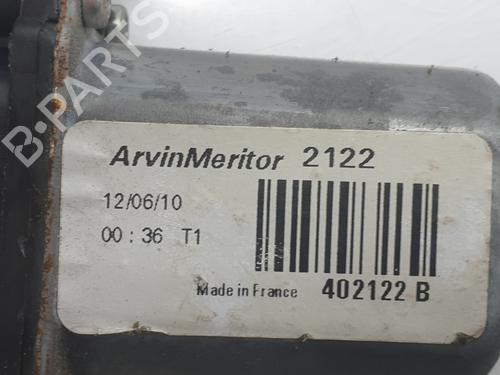 ArvinMeritor 2122
12/06/10
00 : 36 T1
Made in France 402122 B
B-PARTS